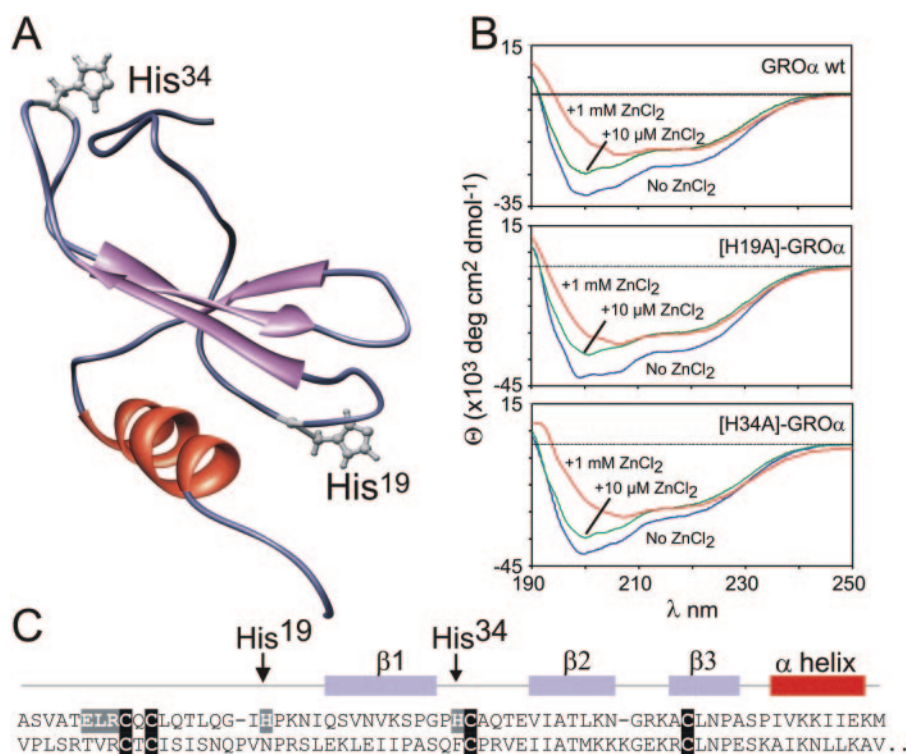 A
His34
His19
B
15
GROα wt
+1 mM ZnCl2
+10 µM ZnCl2
No ZnCl2
-35
15
[H19A]-GROα
+1 mM ZnCl2
+10 µM ZnCl2
No ZnCl2
-45
15
[H34A]-GROα
+1 mM ZnCl2
+10 µM ZnCl2
No ZnCl2
-45
190 210 230 250
λ nm
Θ (x103 deg cm2 dmol-1)
C
His19 His34
β1 β2 β3 α helix
ASVATELRCQCLQTLQG-IHPKNIQSVNVKSPGPHCAQTEVIATLKN-GRKACLNPASPIVKKIIEKM
VPLSRTVRCTCISISNQPVNPRSLEKLEIIPASQFCPRVEIIATMKKKGEKRCLNPESKAIKNLLKAV..